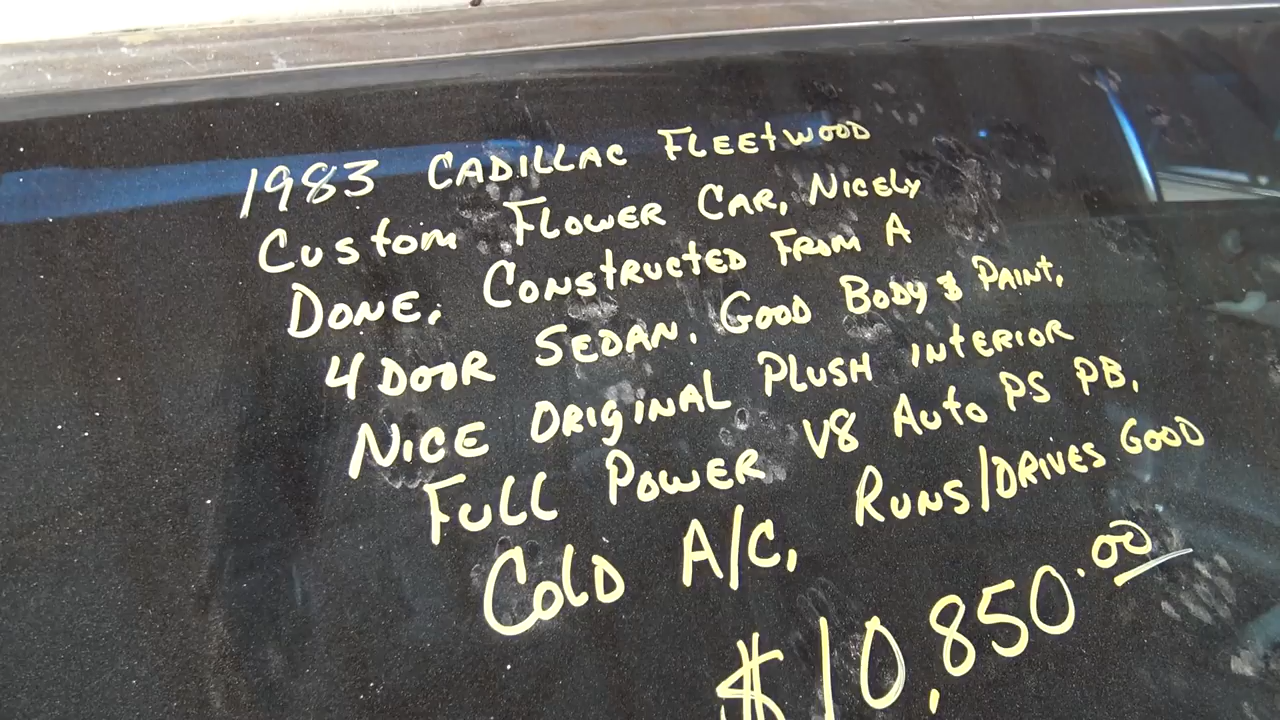 1983 CADILLAC FLEETWOOD
CUSTOM FLOWER CAR, NICELY
DONE, CONSTRUCTED FROM A
4 DOOR SEDAN. GOOD BODY & PAINT,
NICE ORIGINAL PLUSH INTERIOR
FULL POWER V8 AUTO PS PB,
COLD A/C, RUNS/DRIVES GOOD
$10,850.00